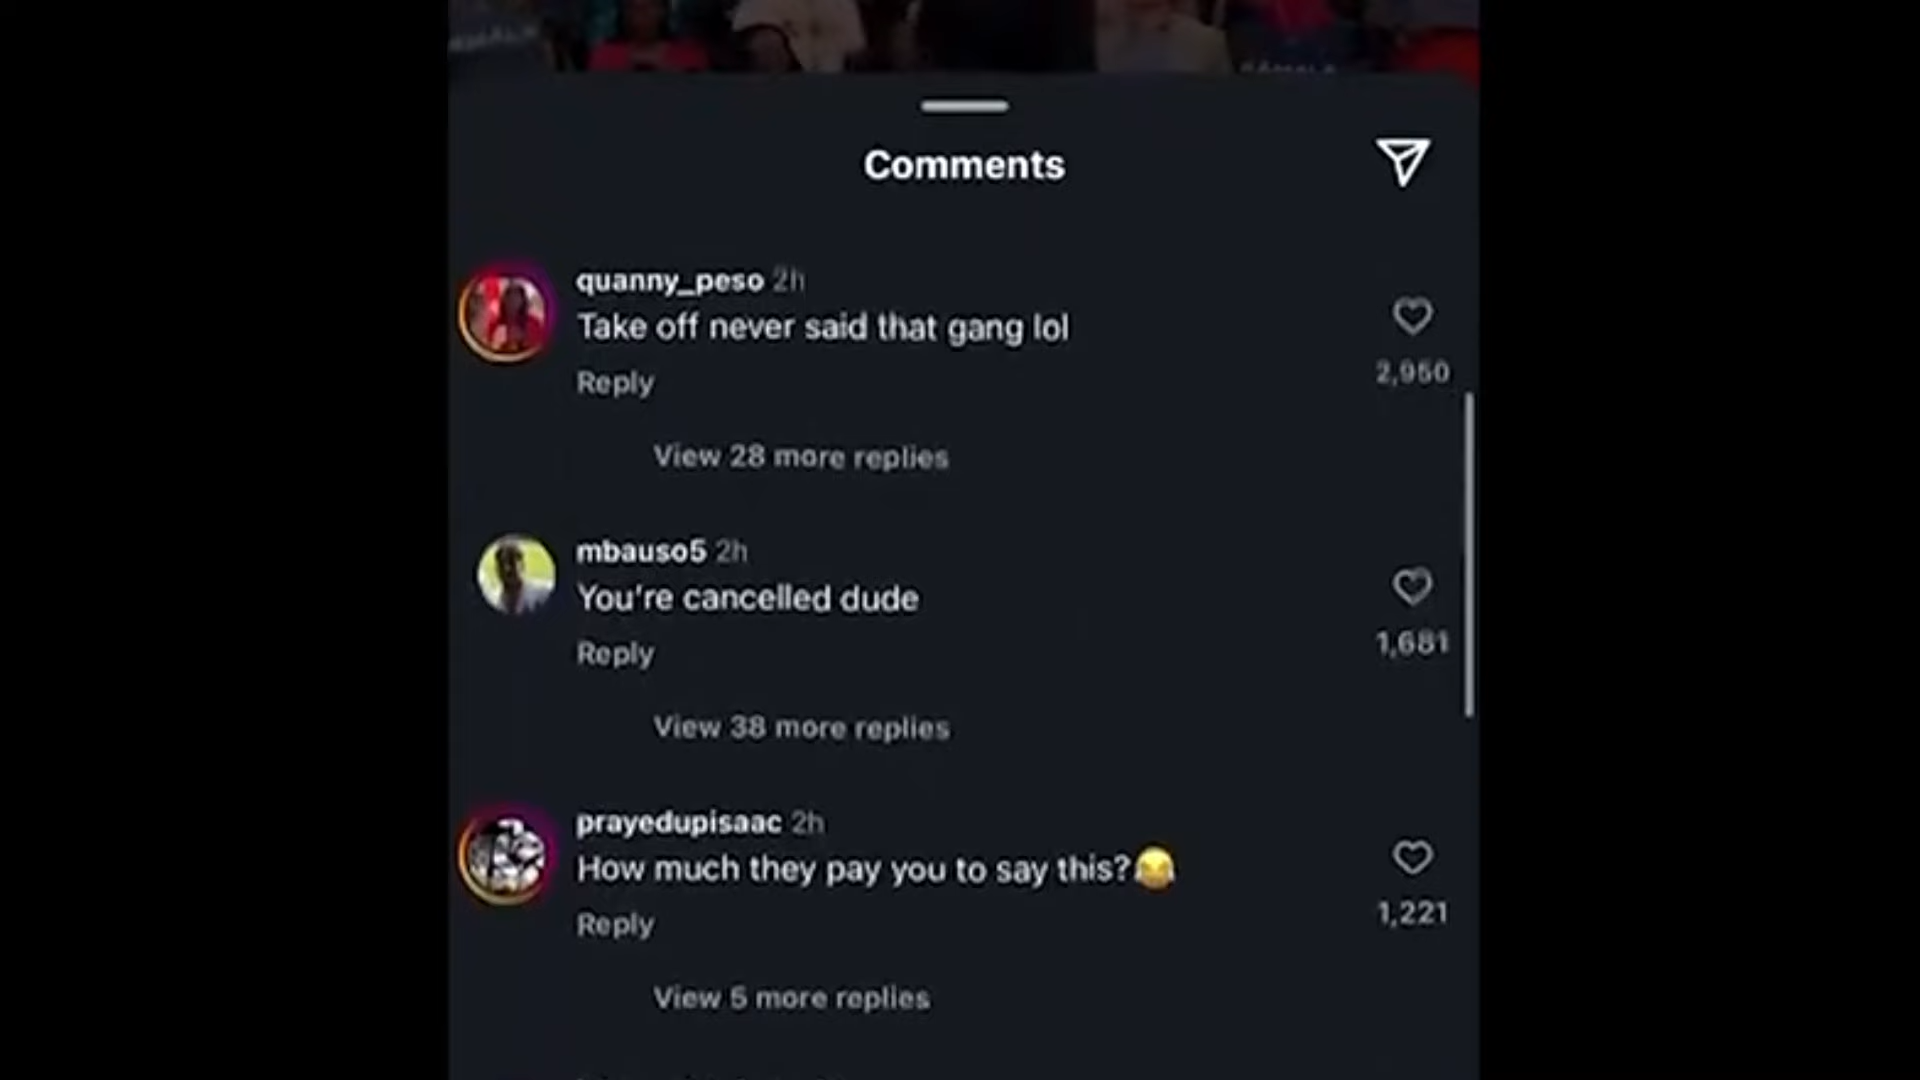 Comments
quanny_peso 2h
Take off never said that gang lol
2,950
Reply
View 28 more replies
mbauso5 2h
You're cancelled dude
1,681
Reply
View 38 more replies
prayedupisaac 2h
How much they pay you to say this?😂
1,221
Reply
View 5 more replies